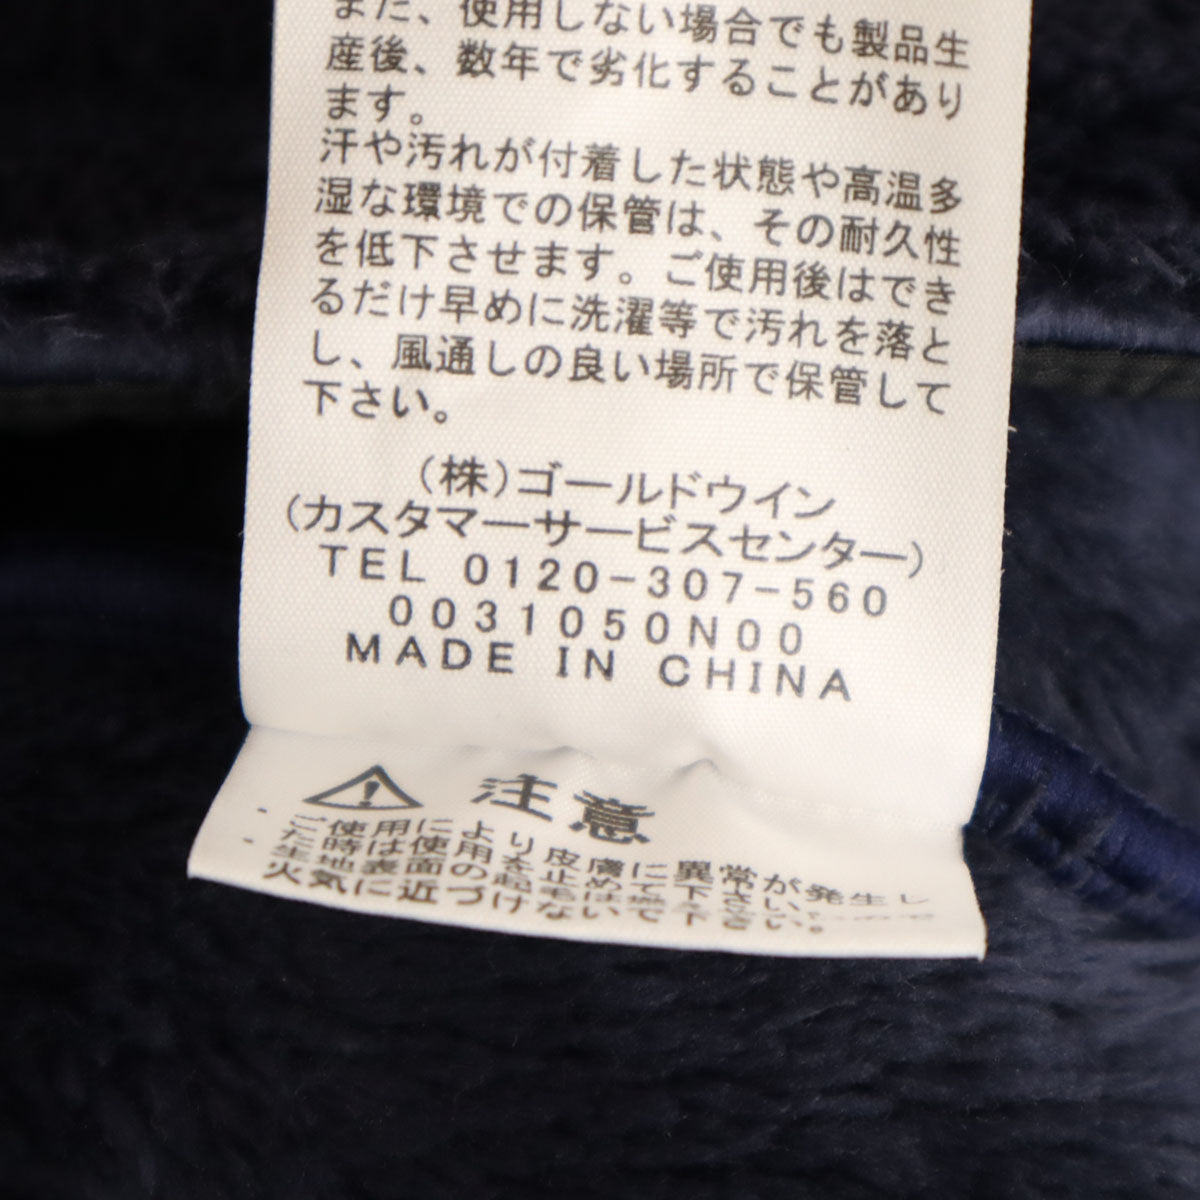 また、使用しない場合でも製品生
産後、数年で劣化することがあり
ます。
汗や汚れが付着した状態や高温多
湿な環境での保管は、その耐久性
を低下させます。ご使用後はでき
るだけ早めに洗濯等で汚れを落と
し、風通しの良い場所で保管して
下さい。
(株)ゴールドウイン
(カスタマーサービスセンター)
TEL 0120-307-560
0031050N00
MADE IN CHINA
注意
・ご使用により皮膚に異常が発生し
た時は使用を止めて下さい。
・生地表面の起毛は
火気に近づけないで下さい。